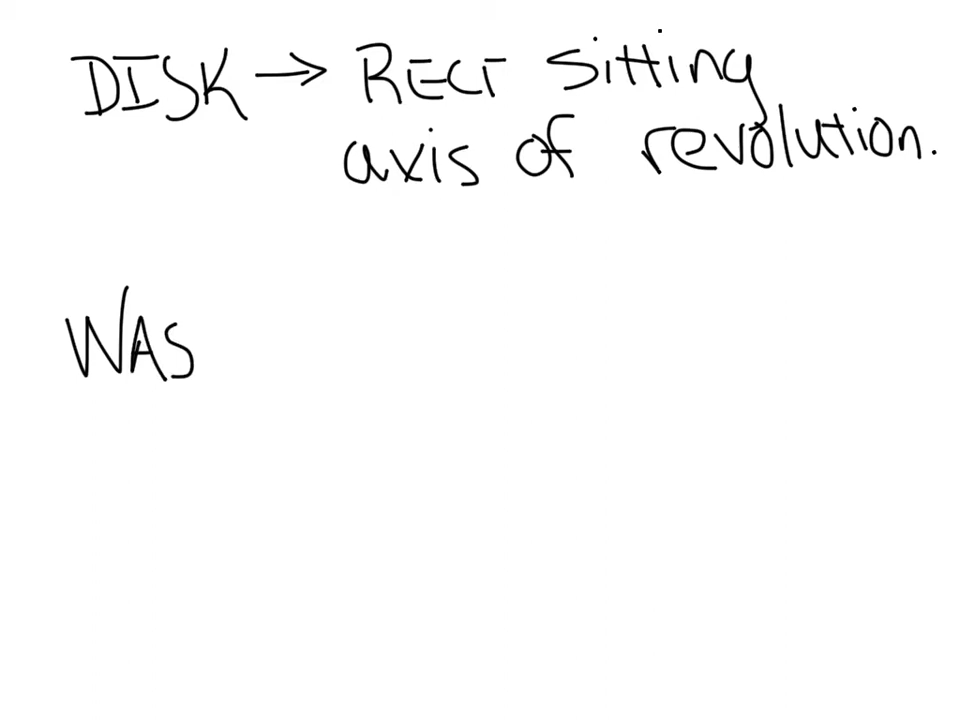 DISK → RECT sitting
axis of revolution.
WAS